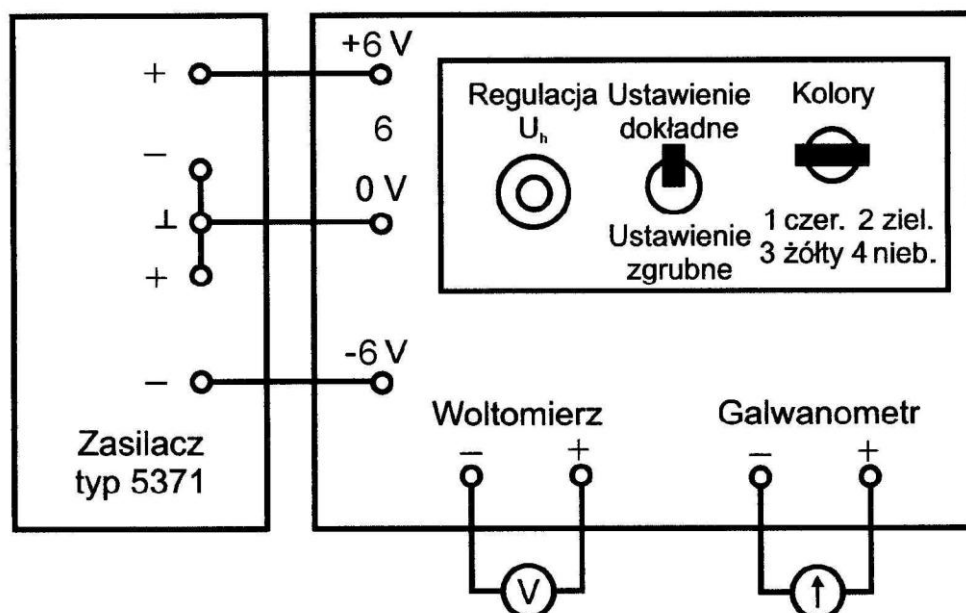 +
−
⊥
+
−
Zasilacz
typ 5371
+6 V
6
0 V
-6 V
Regulacja
Uh
Ustawienie
dokładne
Ustawienie
zgrubne
Kolory
1 czer. 2 ziel.
3 żółty 4 nieb.
Woltomierz
− +
V
Galwanometr
− +